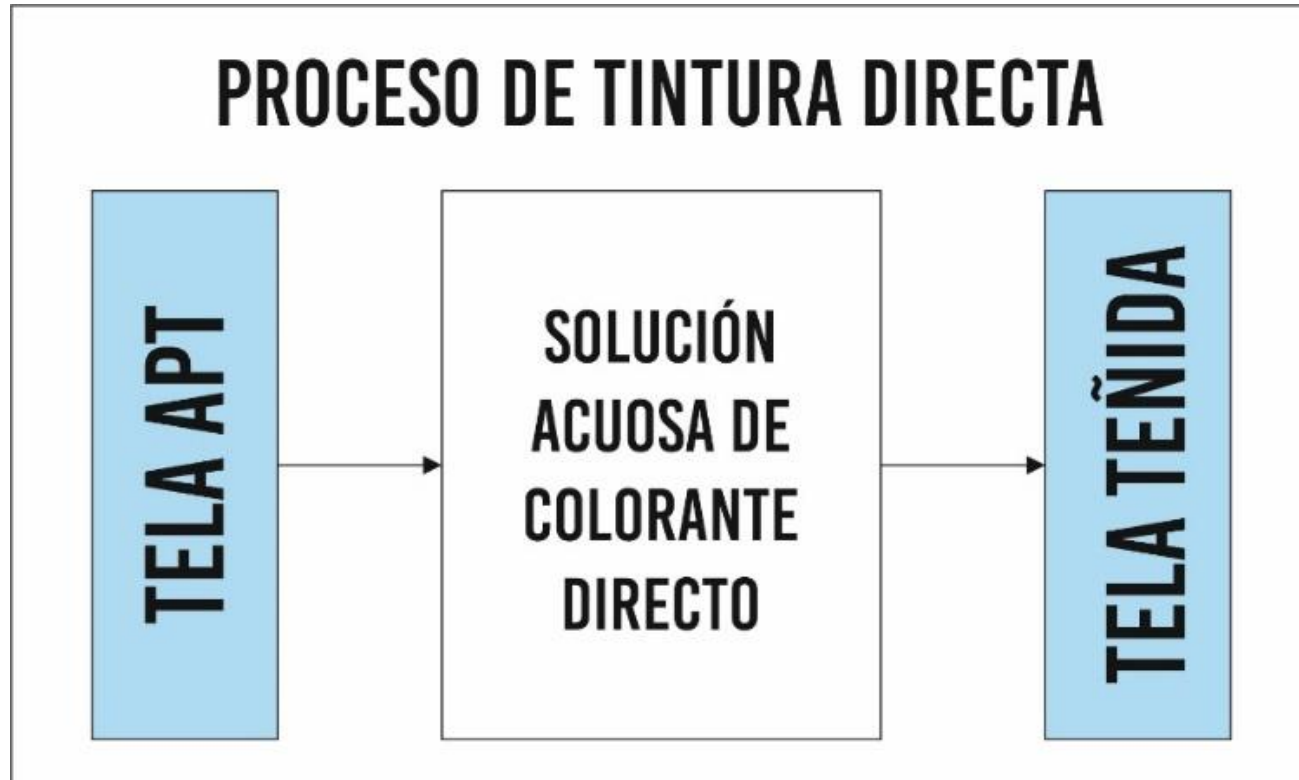 PROCESO DE TINTURA DIRECTA
TELA APT
SOLUCIÓN
ACUOSA DE
COLORANTE
DIRECTO
TELA TEÑIDA